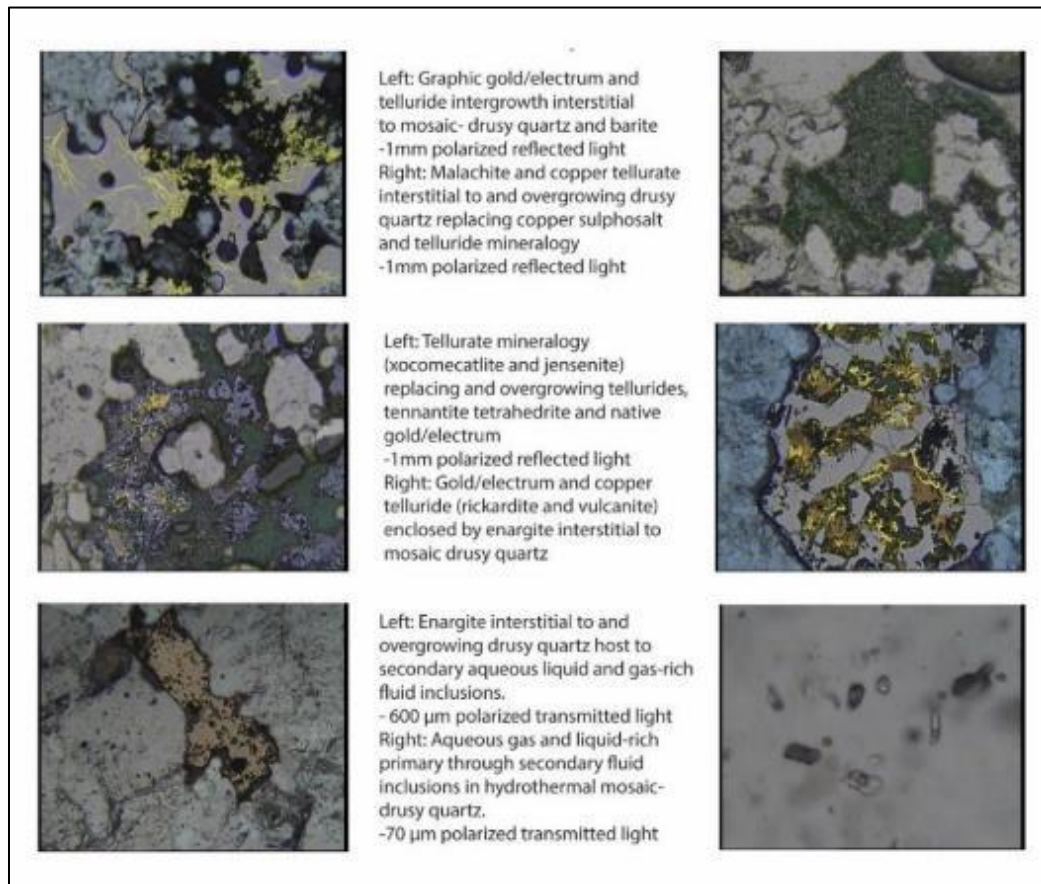 Left: Graphic gold/electrum and
telluride intergrowth interstitial
to mosaic- drusy quartz and barite
-1mm polarized reflected light
Right: Malachite and copper tellurate
interstitial to and overgrowing drusy
quartz replacing copper sulphosalt
and telluride mineralogy
-1mm polarized reflected light
Left: Tellurate mineralogy
(xocomecatlite and jensenite)
replacing and overgrowing tellurides,
tennantite tetrahedrite and native
gold/electrum
-1mm polarized reflected light
Right: Gold/electrum and copper
telluride (rickardite and vulcanite)
enclosed by enargite interstitial to
mosaic drusy quartz
Left: Enargite interstitial to and
overgrowing drusy quartz host to
secondary aqueous liquid and gas-rich
fluid inclusions.
- 600 µm polarized transmitted light
Right: Aqueous gas and liquid-rich
primary through secondary fluid
inclusions in hydrothermal mosaic-
drusy quartz.
-70 µm polarized transmitted light